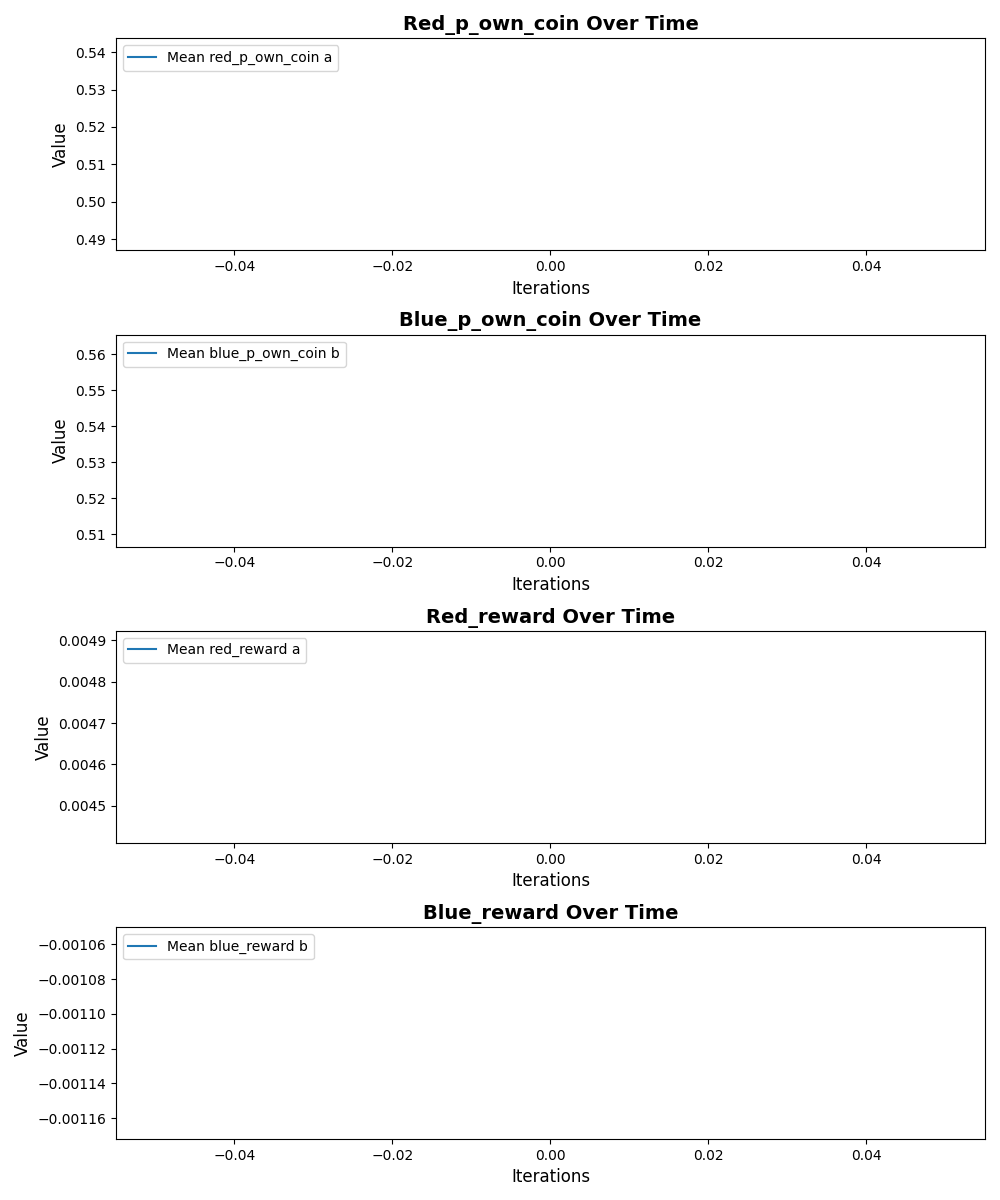 Red_p_own_coin Over Time
Mean red_p_own_coin a
0.54
0.53
0.52
0.51
0.50
0.49
Value
−0.04 −0.02 0.00 0.02 0.04
Iterations
Blue_p_own_coin Over Time
Mean blue_p_own_coin b
0.56
0.55
0.54
0.53
0.52
0.51
Value
−0.04 −0.02 0.00 0.02 0.04
Iterations
Red_reward Over Time
Mean red_reward a
0.0049
0.0048
0.0047
0.0046
0.0045
Value
−0.04 −0.02 0.00 0.02 0.04
Iterations
Blue_reward Over Time
Mean blue_reward b
−0.00106
−0.00108
−0.00110
−0.00112
−0.00114
−0.00116
Value
−0.04 −0.02 0.00 0.02 0.04
Iterations